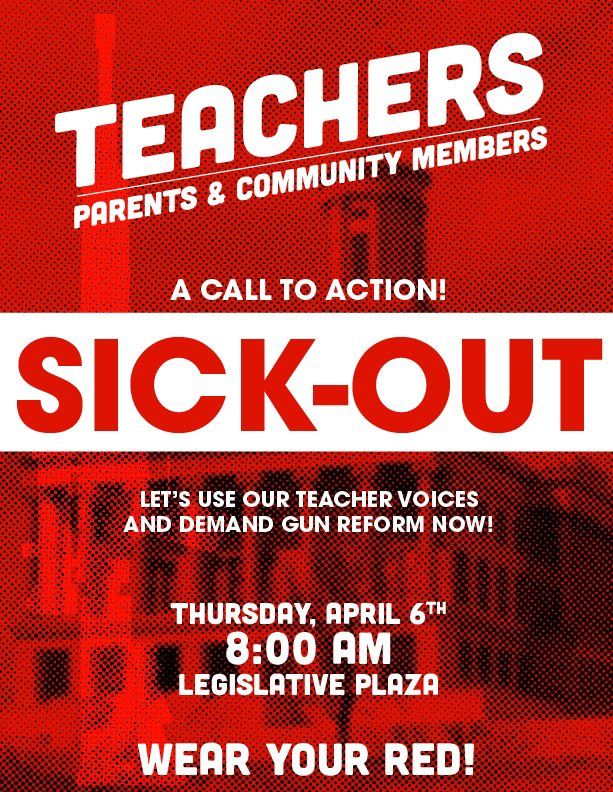 TEACHERS
PARENTS & COMMUNITY MEMBERS
A CALL TO ACTION!
SICK-OUT
LET'S USE OUR TEACHER VOICES
AND DEMAND GUN REFORM NOW!
THURSDAY, APRIL 6TH
8:00 AM
LEGISLATIVE PLAZA
WEAR YOUR RED!